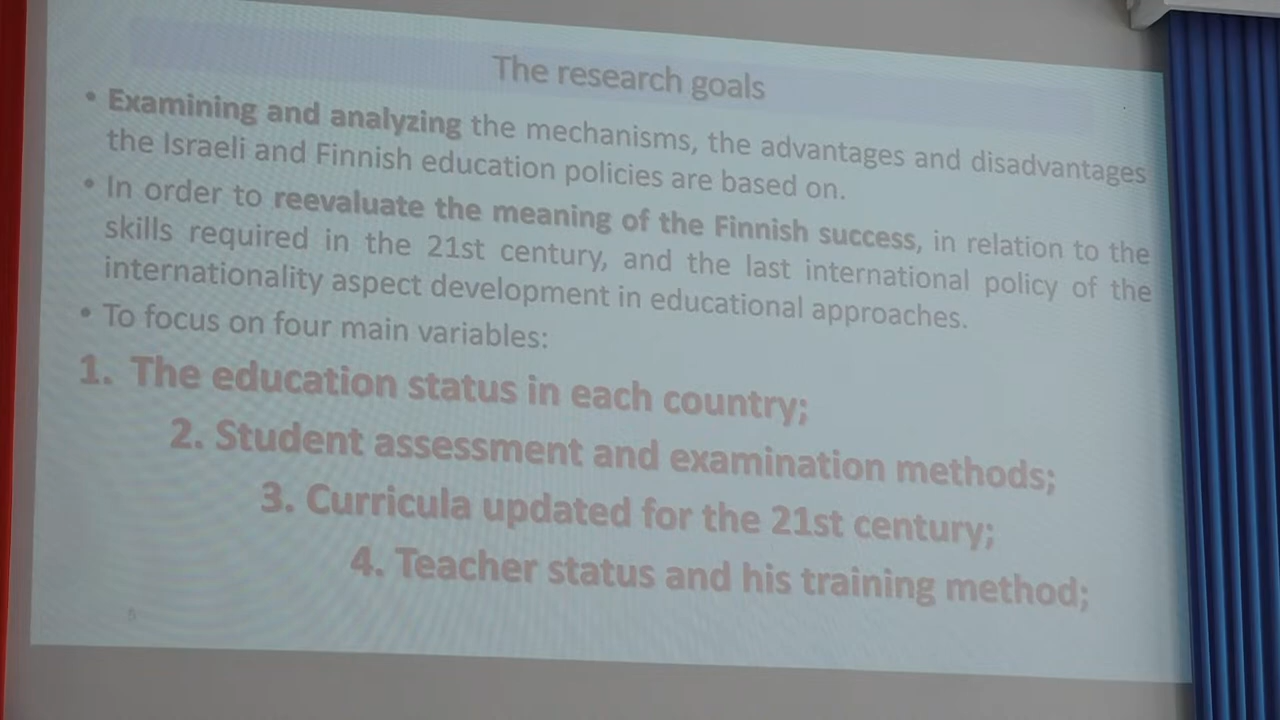 The research goals
• Examining and analyzing the mechanisms, the advantages and disadvantages
the Israeli and Finnish education policies are based on.
• In order to reevaluate the meaning of the Finnish success, in relation to the
skills required in the 21st century, and the last international policy of the
internationality aspect development in educational approaches.
• To focus on four main variables:
1. The education status in each country;
2. Student assessment and examination methods;
3. Curricula updated for the 21st century;
4. Teacher status and his training method;
5